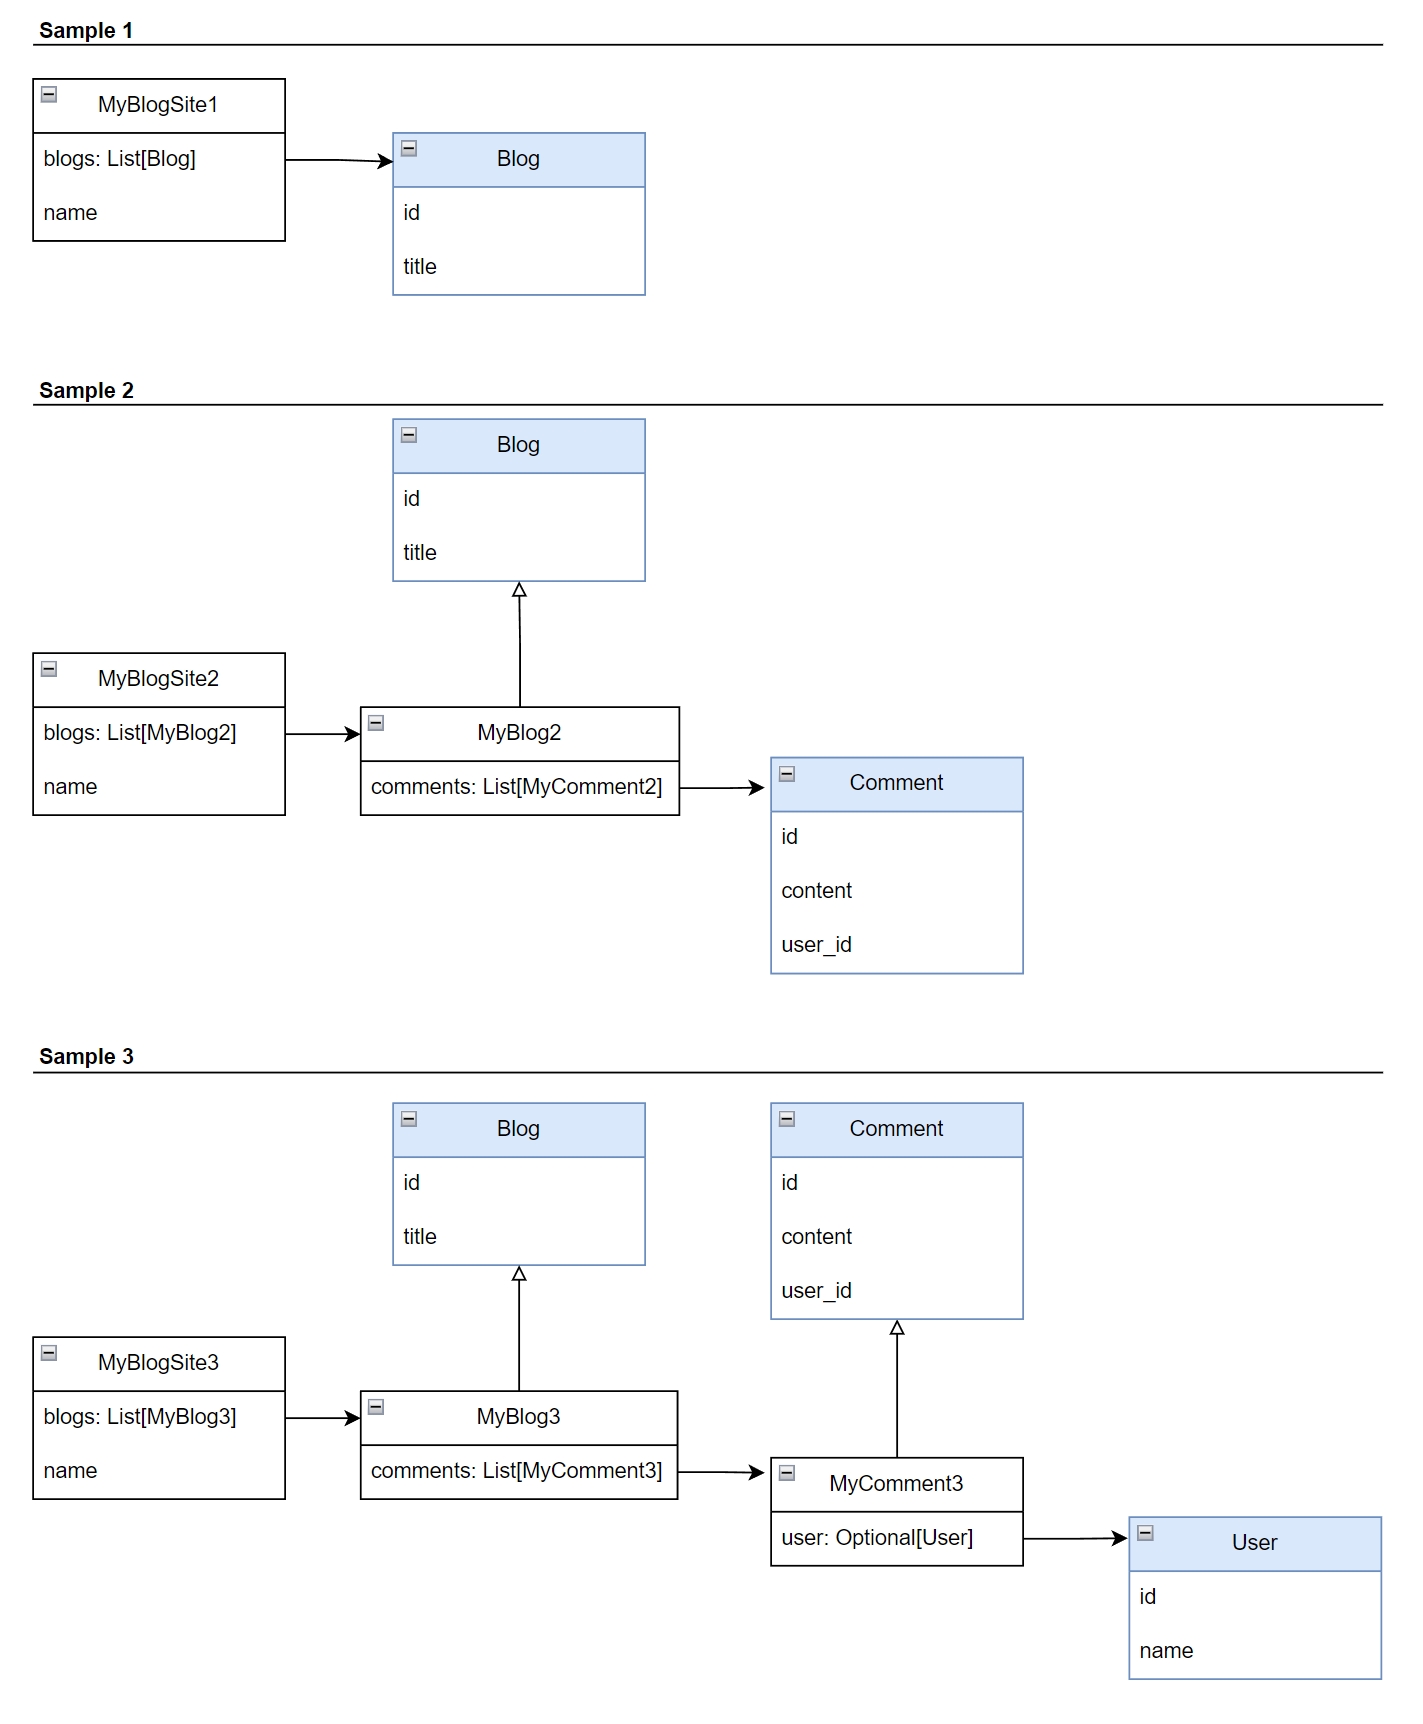 Sample 1
MyBlogSite1
blogs: List[Blog]
name
Blog
id
title
Sample 2
Blog
id
title
MyBlogSite2
blogs: List[MyBlog2]
name
MyBlog2
comments: List[MyComment2]
Comment
id
content
user_id
Sample 3
Blog
id
title
Comment
id
content
user_id
MyBlogSite3
blogs: List[MyBlog3]
name
MyBlog3
comments: List[MyComment3]
MyComment3
user: Optional[User]
User
id
name